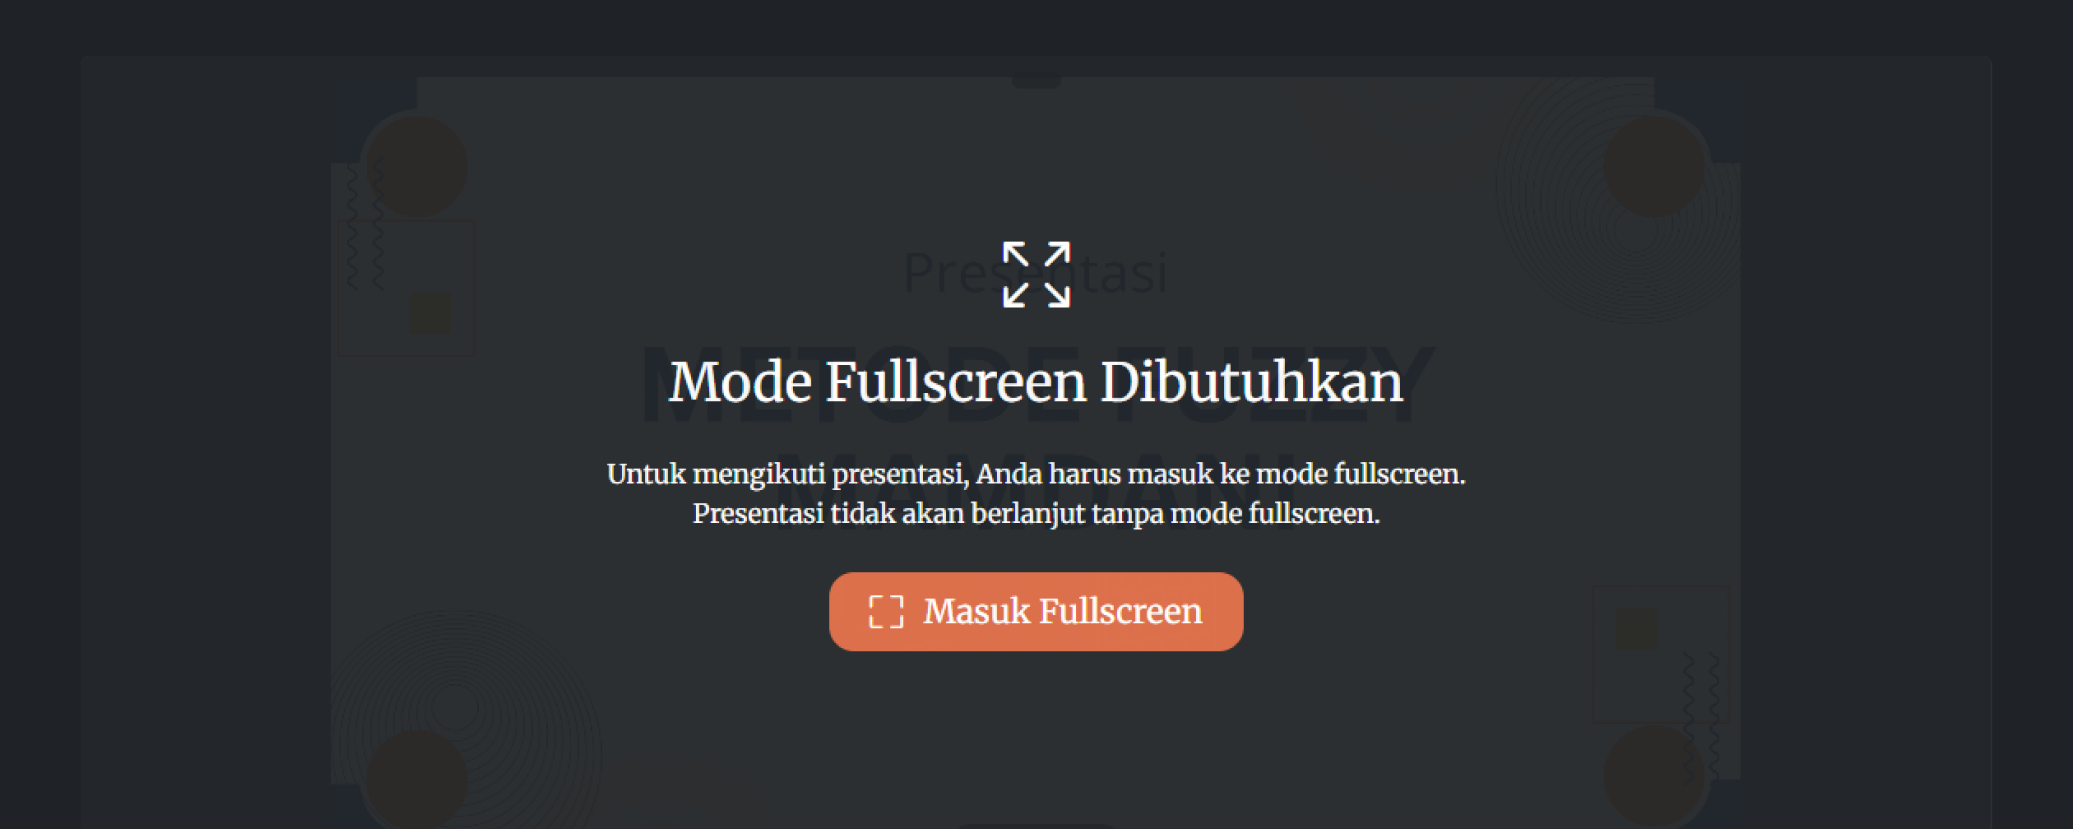 Presentasi
METODE FUZZY
MAMDANI
Mode Fullscreen Dibutuhkan
Untuk mengikuti presentasi, Anda harus masuk ke mode fullscreen.
Presentasi tidak akan berlanjut tanpa mode fullscreen.
Masuk Fullscreen